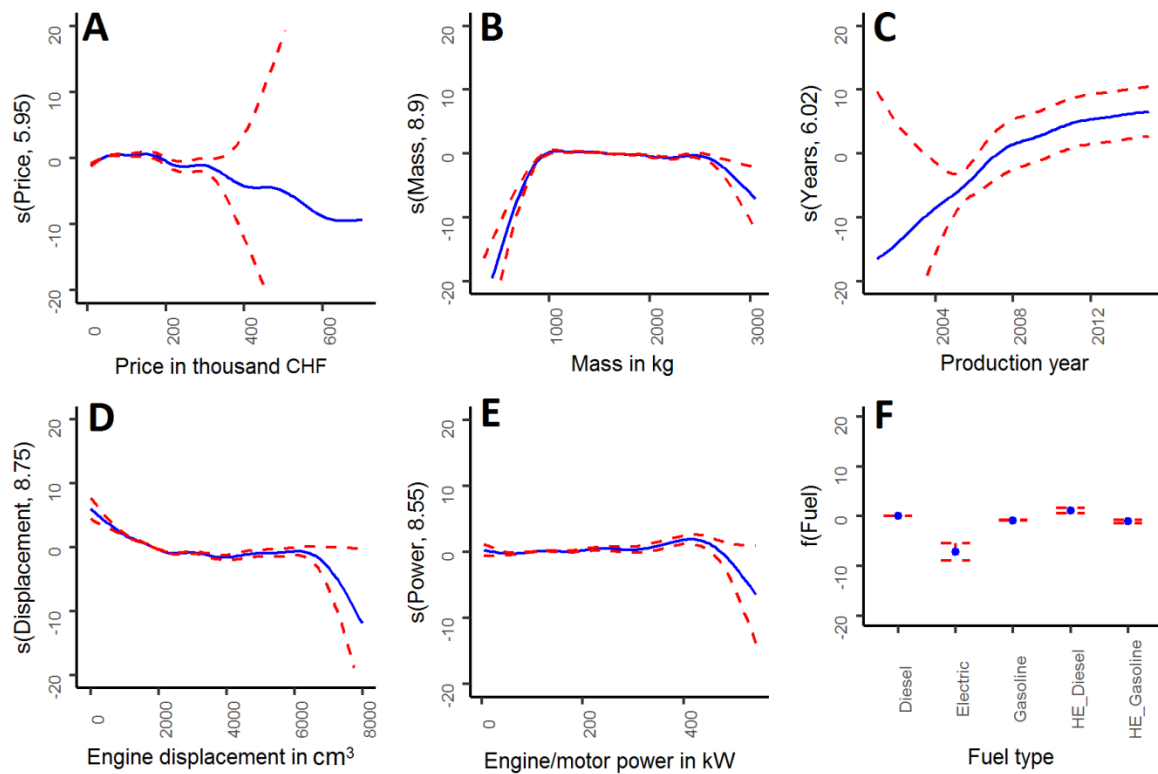 A
s(Price, 5.95)
20
10
0
-10
-20
0
200
400
600
Price in thousand CHF
B
s(Mass, 8.9)
20
10
0
-10
-20
1000
2000
3000
Mass in kg
C
s(Years, 6.02)
20
10
0
-10
-20
2004
2008
2012
Production year
D
s(Displacement, 8.75)
20
10
0
-10
-20
0
2000
4000
6000
8000
Engine displacement in cm³
E
s(Power, 8.55)
20
10
0
-10
-20
0
200
400
Engine/motor power in kW
F
f(Fuel)
20
10
0
-10
-20
Diesel
Electric
Gasoline
HE_Diesel
HE_Gasoline
Fuel type